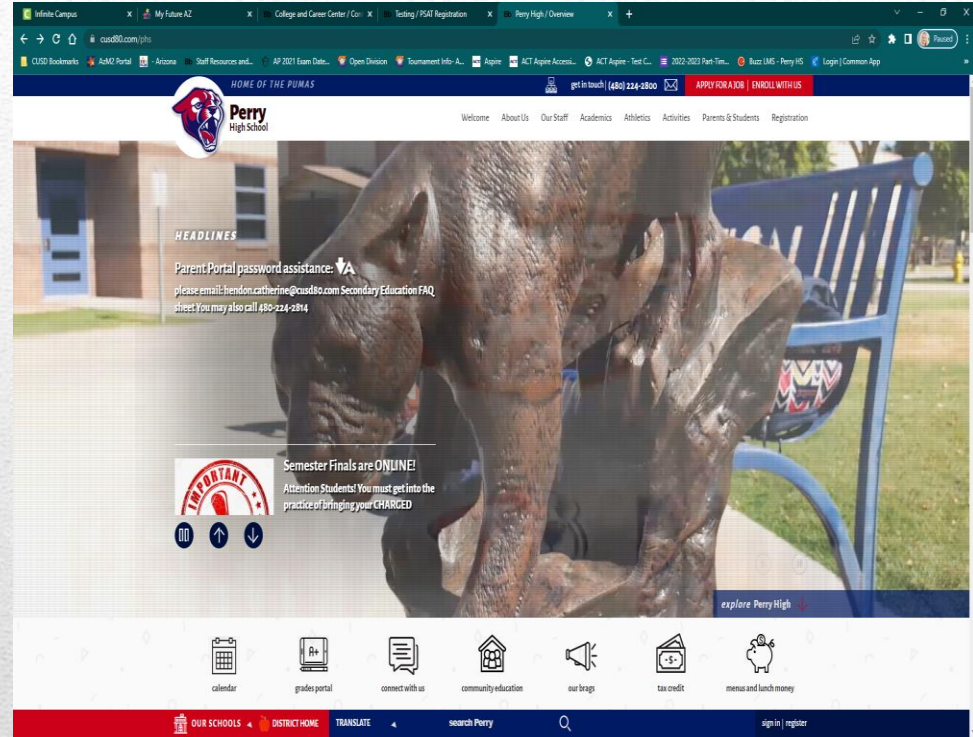 Infinite Campus
My Future AZ
College and Career Center / Con
Testing / PSAT Registration
Perry High / Overview
cusd80.com/phs
Paused
CUSD Bookmarks
AzM2 Portal
- Arizona
Staff Resources and...
AP 2021 Exam Date...
Open Division
Tournament Info- A...
Aspire
ACT Aspire Accessi...
ACT Aspire - Test C...
2022-2023 Part-Tim...
Buzz LMS - Perry HS
Login | Common App
HOME OF THE PUMAS
get in touch | (480) 224-2800
APPLY FOR A JOB | ENROLL WITH US
Perry
High School
Welcome About Us Our Staff Academics Athletics Activities Parents & Students Registration
HEADLINES
Parent Portal password assistance:
please email: hendon.catherine@cusd80.com Secondary Education FAQ
sheet You may also call 480-224-2814
IMPORTANT
Semester Finals are ONLINE!
Attention Students! You must get into the
practice of bringing your CHARGED
explore Perry High
A+
-$-
calendar
grades portal
connect with us
community education
our brags
tax credit
menus and lunch money
OUR SCHOOLS
DISTRICT HOME
TRANSLATE
search Perry
sign in | register